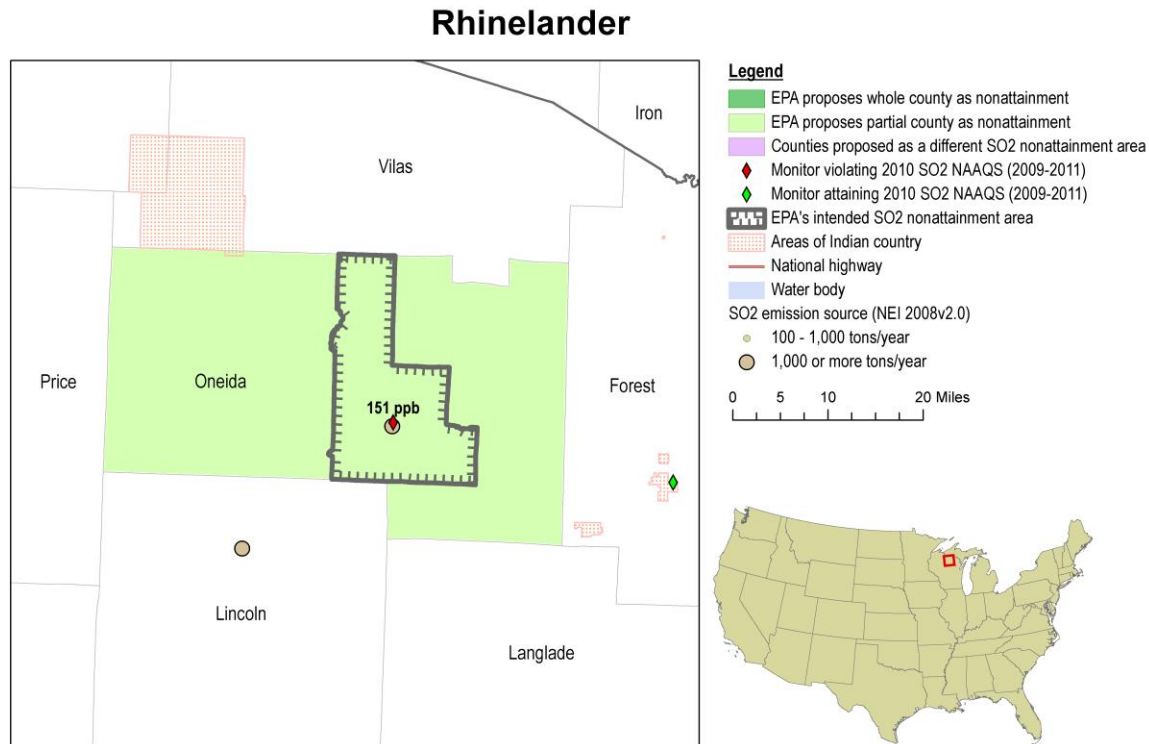 Rhinelander
Iron
Vilas
Price
Oneida
151 ppb
Forest
Lincoln
Langlade
Legend
EPA proposes whole county as nonattainment
EPA proposes partial county as nonattainment
Counties proposed as a different SO2 nonattainment area
Monitor violating 2010 SO2 NAAQS (2009-2011)
Monitor attaining 2010 SO2 NAAQS (2009-2011)
EPA's intended SO2 nonattainment area
Areas of Indian country
National highway
Water body
SO2 emission source (NEI 2008v2.0)
100 - 1,000 tons/year
1,000 or more tons/year
0 5 10 20 Miles